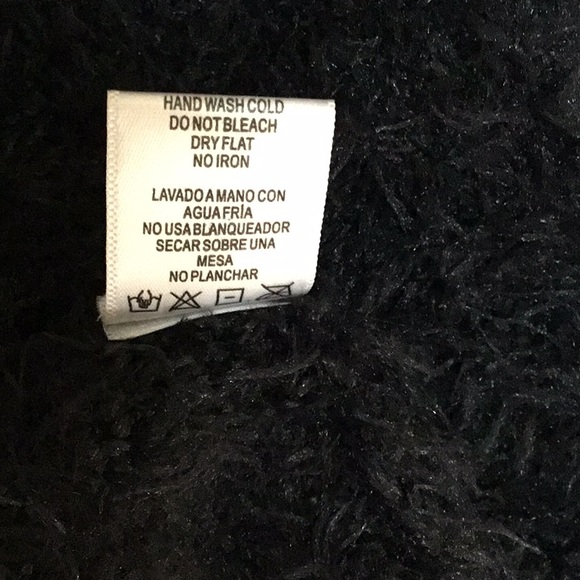 HAND WASH COLD
DO NOT BLEACH
DRY FLAT
NO IRON
LAVADO A MANO CON
AGUA FRÍA
NO USA BLANQUEADOR
SECAR SOBRE UNA
MESA
NO PLANCHAR